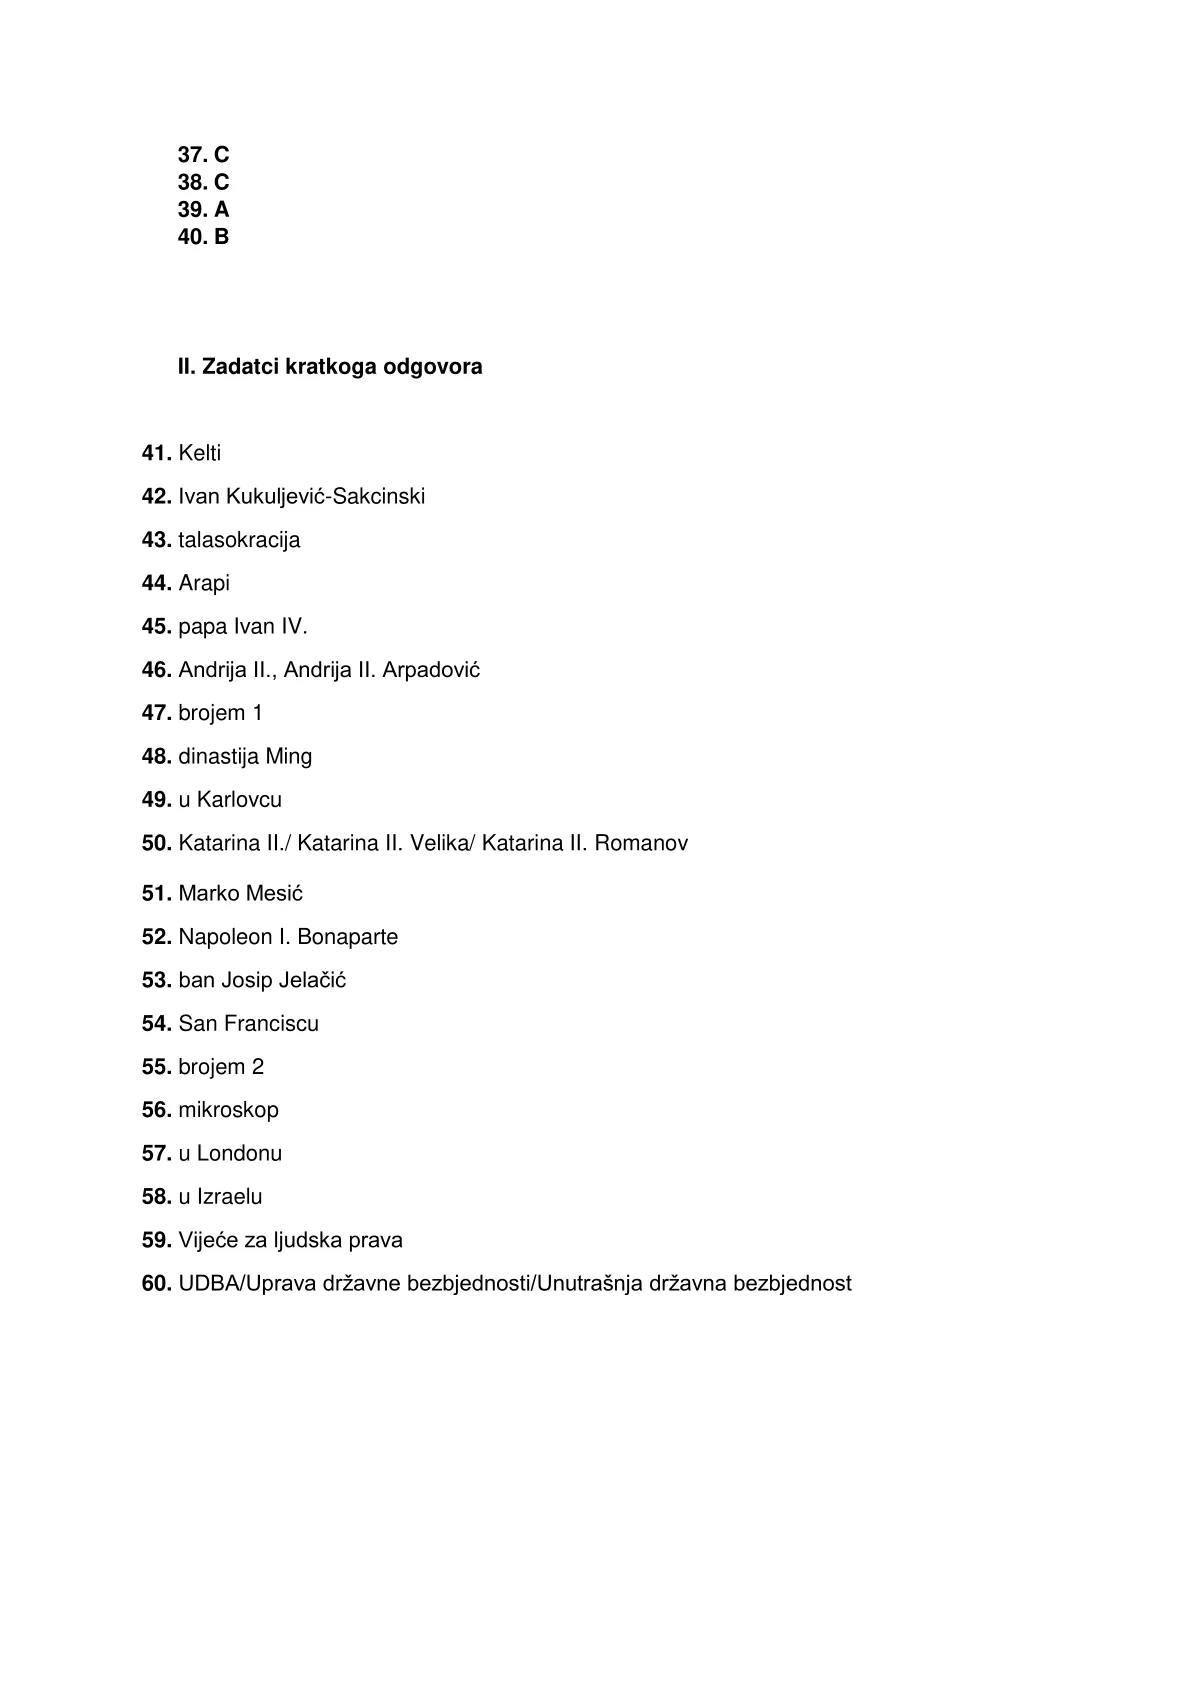 37. C
38. C
39. A
40. B
II. Zadatci kratkoga odgovora
41. Kelti
42. Ivan Kukuljević-Sakcinski
43. talasokracija
44. Arapi
45. papa Ivan IV.
46. Andrija II., Andrija II. Arpadović
47. brojem 1
48. dinastija Ming
49. u Karlovcu
50. Katarina II./ Katarina II. Velika/ Katarina II. Romanov
51. Marko Mesić
52. Napoleon I. Bonaparte
53. ban Josip Jelačić
54. San Franciscu
55. brojem 2
56. mikroskop
57. u Londonu
58. u Izraelu
59. Vijeće za ljudska prava
60. UDBA/Uprava državne bezbjednosti/Unutrašnja državna bezbjednost